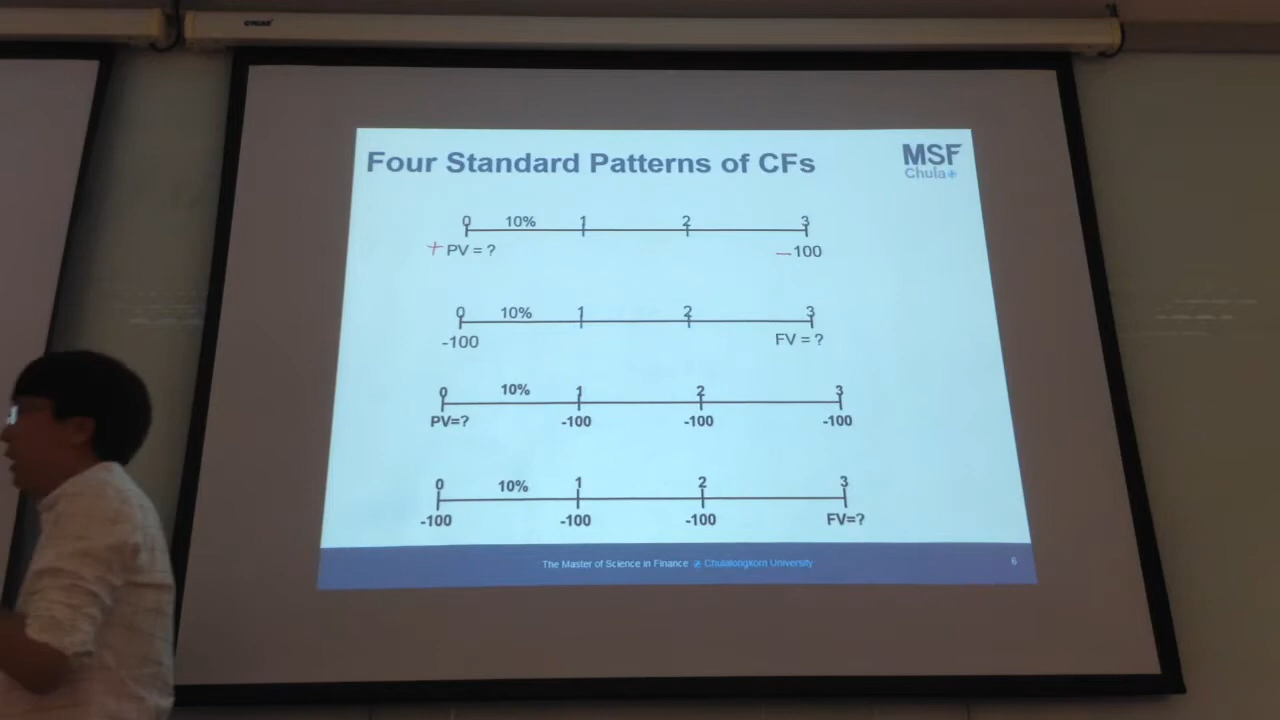 Four Standard Patterns of CFs
MSF
Chula
0 10% 1 2 3
+ PV = ? –100
0 10% 1 2 3
-100 FV = ?
0 10% 1 2 3
PV=? -100 -100 -100
0 10% 1 2 3
-100 -100 -100 FV=?
The Master of Science in Finance Chulalongkorn University 6